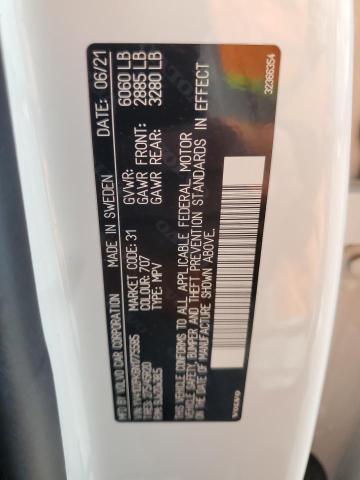 MFD BY VOLVO CAR CORPORATION
MADE IN SWEDEN
DATE: 06/21
MARKET CODE: 31
COLOUR: 707
TYPE: MPV
GVWR: 6060 LB
GAWR FRONT: 2885 LB
GAWR REAR: 3280 LB
THIS VEHICLE CONFORMS TO ALL APPLICABLE FEDERAL MOTOR
VEHICLE SAFETY, BUMPER AND THEFT PREVENTION STANDARDS IN EFFECT
ON THE DATE OF MANUFACTURE SHOWN ABOVE.
VOLVO
32366354